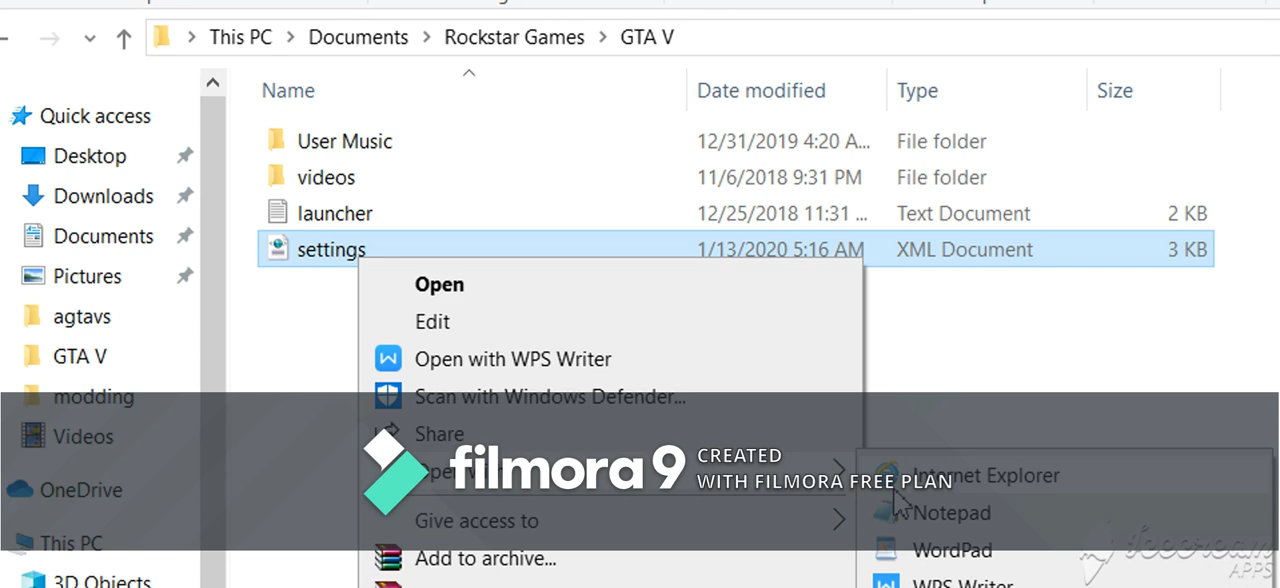 This PC > Documents > Rockstar Games > GTA V
Name Date modified Type Size
Quick access
Desktop
Downloads
Documents
Pictures
agtavs
GTA V
modding
Videos
OneDrive
This PC
3D Objects
User Music 12/31/2019 4:20 A... File folder
videos 11/6/2018 9:31 PM File folder
launcher 12/25/2018 11:31 ... Text Document 2 KB
settings 1/13/2020 5:16 AM XML Document 3 KB
Open
Edit
Open with WPS Writer
Scan with Windows Defender...
Share
Give access to
Add to archive...
Internet Explorer
Notepad
WordPad
WPS Writer
filmora 9
CREATED
WITH FILMORA FREE PLAN
Icecream
APPS